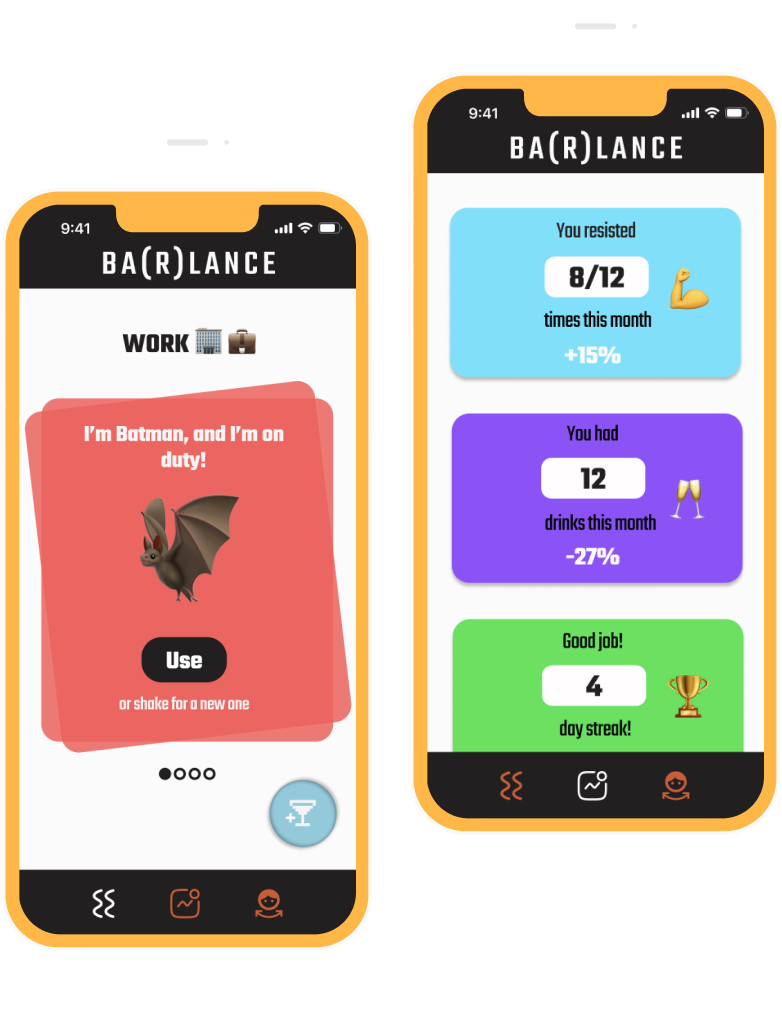 9:41
BA(R)LANCE
WORK
I'm Batman, and I'm on
duty!
Use
or shake for a new one
9:41
BA(R)LANCE
You resisted
8/12
times this month
+15%
You had
12
drinks this month
-27%
Good job!
4
day streak!